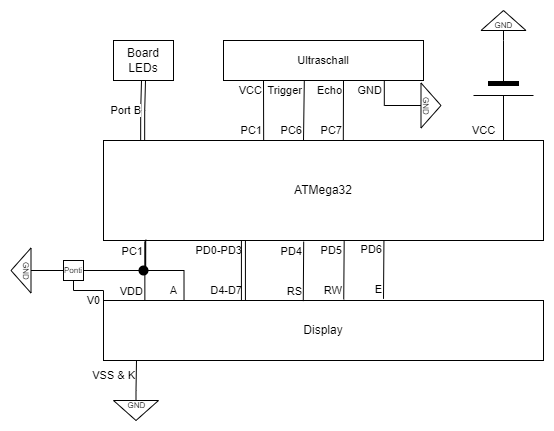 GND
Board
LEDs
Ultraschall
VCC Trigger Echo GND
GND
Port B
PC1 PC6 PC7 VCC
ATMega32
PC1 PD0-PD3 PD4 PD5 PD6
GND
Ponti
V0 VDD A D4-D7 RS RW E
Display
VSS & K
GND